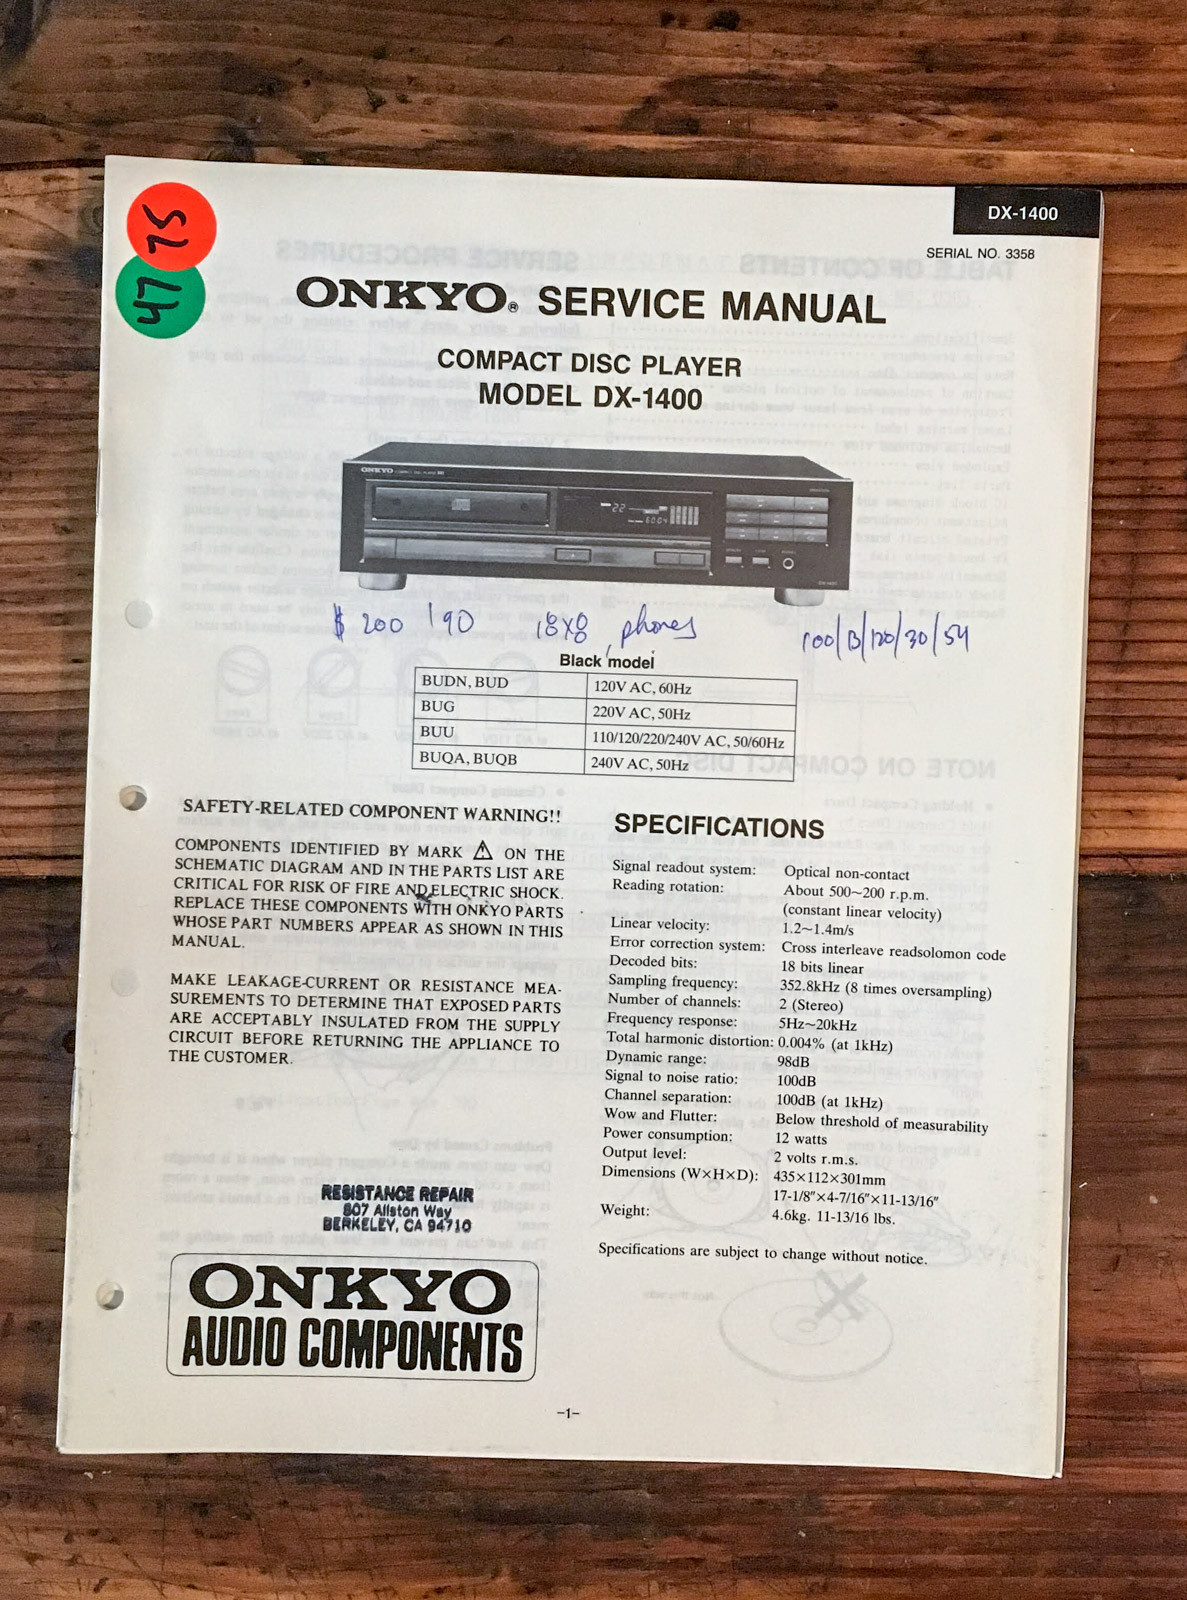 DX-1400
SERIAL NO. 3358
75
47
ONKYO® SERVICE MANUAL
COMPACT DISC PLAYER
MODEL DX-1400
ONKYO COMPACT DISC PLAYER
22
$ 200 '90 18x8 phones 100/B/120/30/54
Black model
BUDN, BUD 120V AC, 60Hz
BUG 220V AC, 50Hz
BUU 110/120/220/240V AC, 50/60Hz
BUQA, BUQB 240V AC, 50Hz
SAFETY-RELATED COMPONENT WARNING!!
COMPONENTS IDENTIFIED BY MARK ⚠ ON THE
SCHEMATIC DIAGRAM AND IN THE PARTS LIST ARE
CRITICAL FOR RISK OF FIRE AND ELECTRIC SHOCK.
REPLACE THESE COMPONENTS WITH ONKYO PARTS
WHOSE PART NUMBERS APPEAR AS SHOWN IN THIS
MANUAL.
MAKE LEAKAGE-CURRENT OR RESISTANCE MEA-
SUREMENTS TO DETERMINE THAT EXPOSED PARTS
ARE ACCEPTABLY INSULATED FROM THE SUPPLY
CIRCUIT BEFORE RETURNING THE APPLIANCE TO
THE CUSTOMER.
RESISTANCE REPAIR
807 Allston Way
BERKELEY, CA 94710
ONKYO
AUDIO COMPONENTS
SPECIFICATIONS
Signal readout system: Optical non-contact
Reading rotation: About 500~200 r.p.m.
(constant linear velocity)
Linear velocity: 1.2~1.4m/s
Error correction system: Cross interleave readsolomon code
Decoded bits: 18 bits linear
Sampling frequency: 352.8kHz (8 times oversampling)
Number of channels: 2 (Stereo)
Frequency response: 5Hz~20kHz
Total harmonic distortion: 0.004% (at 1kHz)
Dynamic range: 98dB
Signal to noise ratio: 100dB
Channel separation: 100dB (at 1kHz)
Wow and Flutter: Below threshold of measurability
Power consumption: 12 watts
Output level: 2 volts r.m.s.
Dimensions (W×H×D): 435×112×301mm
17-1/8"×4-7/16"×11-13/16"
Weight: 4.6kg. 11-13/16 lbs.
Specifications are subject to change without notice.
–1–